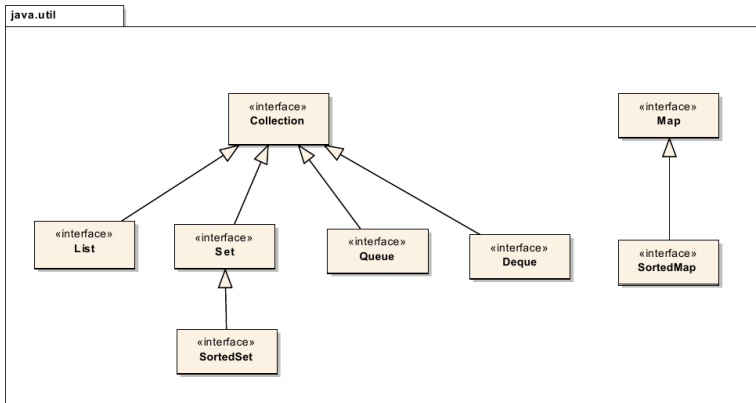 java.util
«interface»
Collection
«interface»
Map
«interface»
List
«interface»
Set
«interface»
Queue
«interface»
Deque
«interface»
SortedMap
«interface»
SortedSet